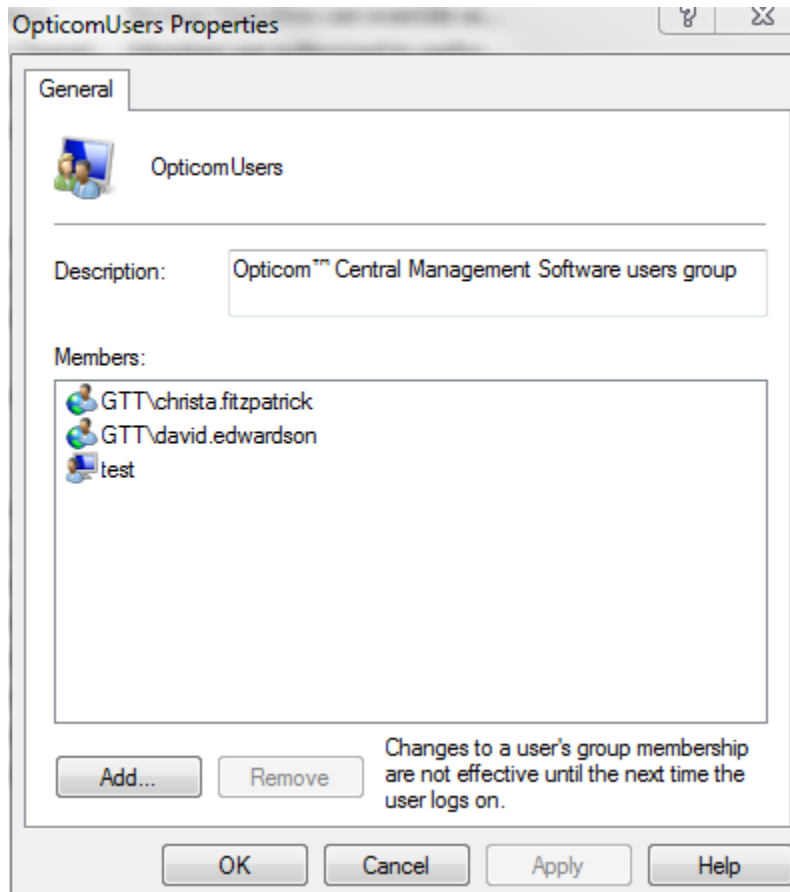 OpticomUsers Properties
General
OpticomUsers
Description:
Opticom™ Central Management Software users group
Members:
GTT\christa.fitzpatrick
GTT\david.edwardson
test
Add...
Remove
Changes to a user's group membership
are not effective until the next time the
user logs on.
OK
Cancel
Apply
Help